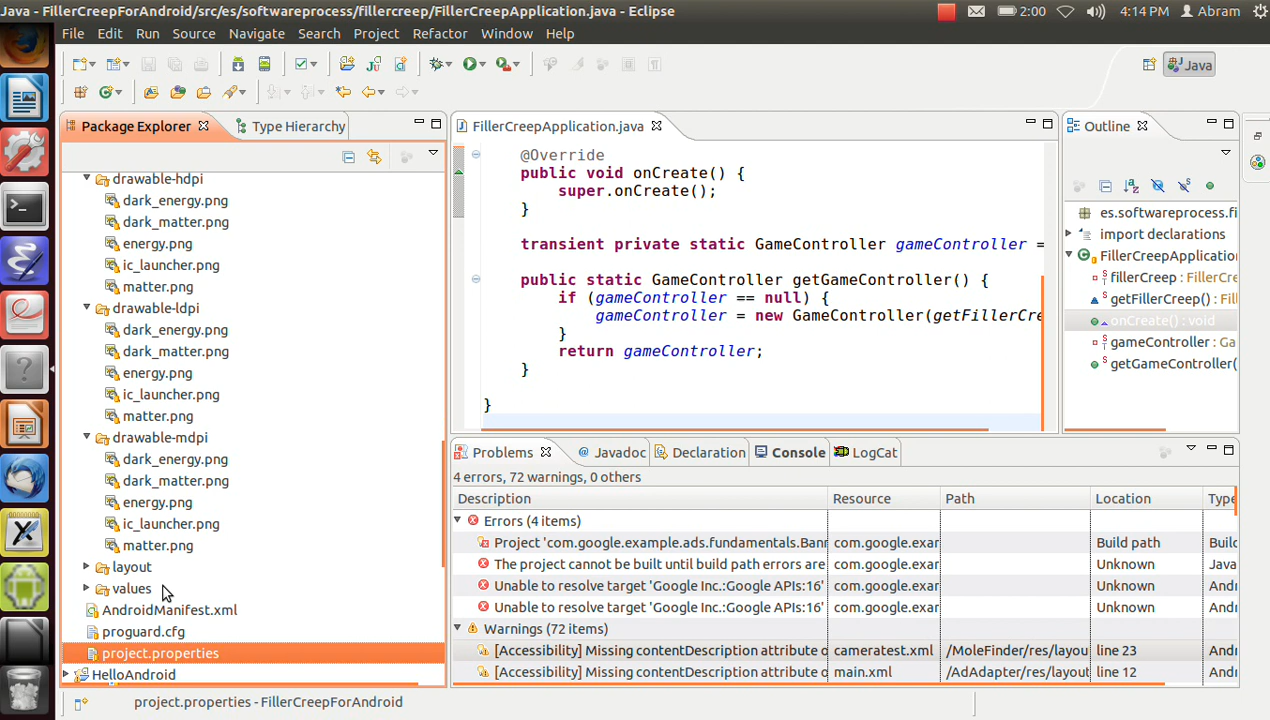 Java - FillerCreepForAndroid/src/es/softwareprocess/fillercreep/FillerCreepApplication.java - Eclipse
2:00
4:14 PM
Abram
File Edit Run Source Navigate Search Project Refactor Window Help
Java
Package Explorer
Type Hierarchy
drawable-hdpi
dark_energy.png
dark_matter.png
energy.png
ic_launcher.png
matter.png
drawable-ldpi
dark_energy.png
dark_matter.png
energy.png
ic_launcher.png
matter.png
drawable-mdpi
dark_energy.png
dark_matter.png
energy.png
ic_launcher.png
matter.png
layout
values
AndroidManifest.xml
proguard.cfg
project.properties
HelloAndroid
FillerCreepApplication.java
@Override
public void onCreate() {
super.onCreate();
}
transient private static GameController gameController =
public static GameController getGameController() {
if (gameController == null) {
gameController = new GameController(getFillerCre
}
return gameController;
}
}
Outline
es.softwareprocess.fi
import declarations
FillerCreepApplication
fillerCreep : FillerCre
getFillerCreep() : Fill
onCreate() : void
gameController : Ga
getGameController(
Problems Javadoc Declaration Console LogCat
4 errors, 72 warnings, 0 others
Description Resource Path Location Type
Errors (4 items)
Project 'com.google.example.ads.fundamentals.Bann com.google.exar Build path Build
The project cannot be built until build path errors are com.google.exar Unknown Java
Unable to resolve target 'Google Inc.:Google APIs:16' com.google.exar Unknown Andr
Unable to resolve target 'Google Inc.:Google APIs:16' com.google.exar Unknown Andr
Warnings (72 items)
[Accessibility] Missing contentDescription attribute o cameratest.xml /MoleFinder/res/layou line 23 Andr
[Accessibility] Missing contentDescription attribute o main.xml /AdAdapter/res/layou line 12 Andr
project.properties - FillerCreepForAndroid